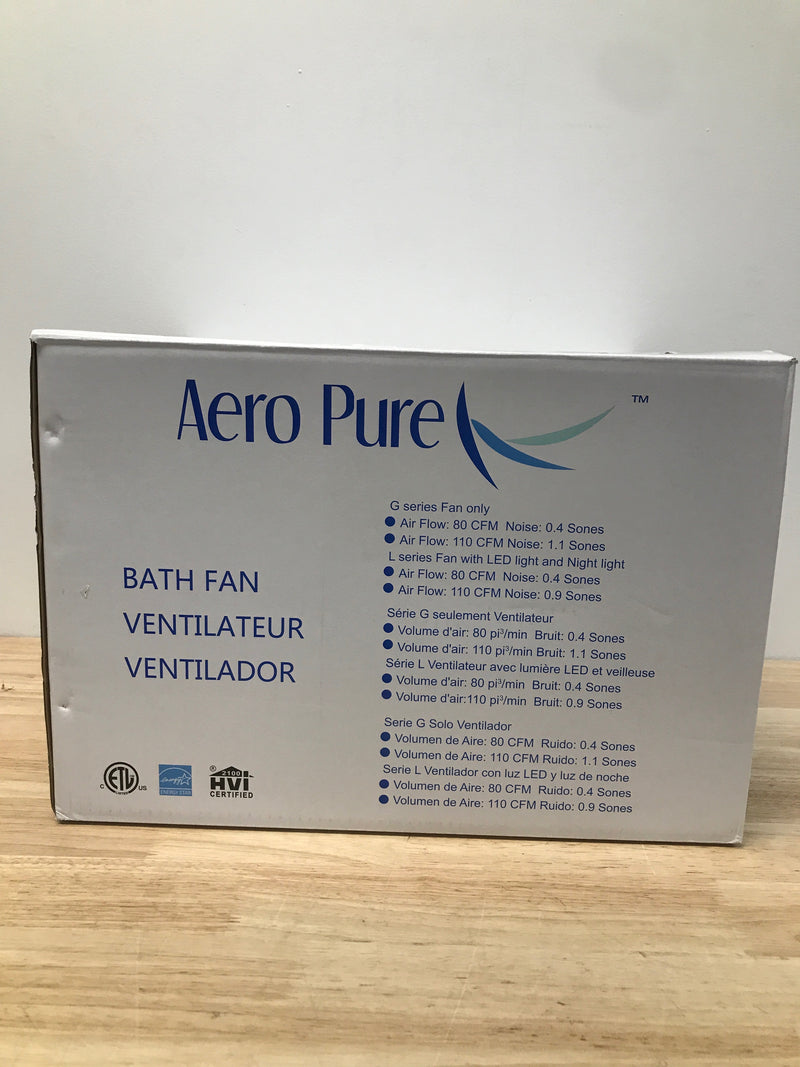 Aero Pure ™
BATH FAN
VENTILATEUR
VENTILADOR
G series Fan only
● Air Flow: 80 CFM Noise: 0.4 Sones
● Air Flow: 110 CFM Noise: 1.1 Sones
L series Fan with LED light and Night light
● Air Flow: 80 CFM Noise: 0.4 Sones
● Air Flow: 110 CFM Noise: 0.9 Sones
Série G seulement Ventilateur
● Volume d'air: 80 pi³/min Bruit: 0.4 Sones
● Volume d'air: 110 pi³/min Bruit: 1.1 Sones
Série L Ventilateur avec lumière LED et veilleuse
● Volume d'air: 80 pi³/min Bruit: 0.4 Sones
● Volume d'air:110 pi³/min Bruit: 0.9 Sones
Serie G Solo Ventilador
● Volumen de Aire: 80 CFM Ruido: 0.4 Sones
● Volumen de Aire: 110 CFM Ruido: 1.1 Sones
Serie L Ventilador con luz LED y luz de noche
● Volumen de Aire: 80 CFM Ruido: 0.4 Sones
● Volumen de Aire: 110 CFM Ruido: 0.9 Sones
C ETL US
energy
ENERGY STAR
® 2100
HVI
CERTIFIED